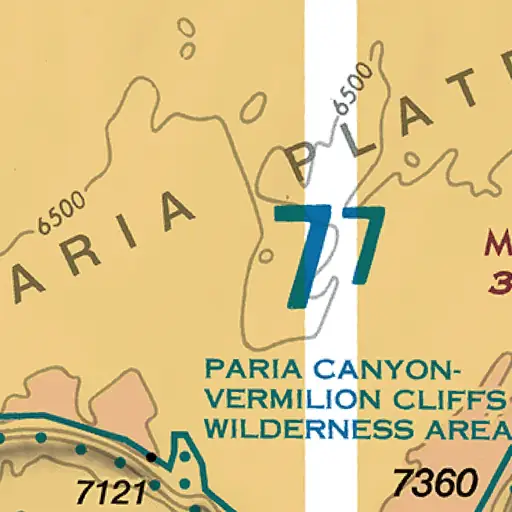 6500
PLAT
6500
ARIA
77
M
3
PARIA CANYON-
VERMILION CLIFFS
WILDERNESS AREA
7121
7360